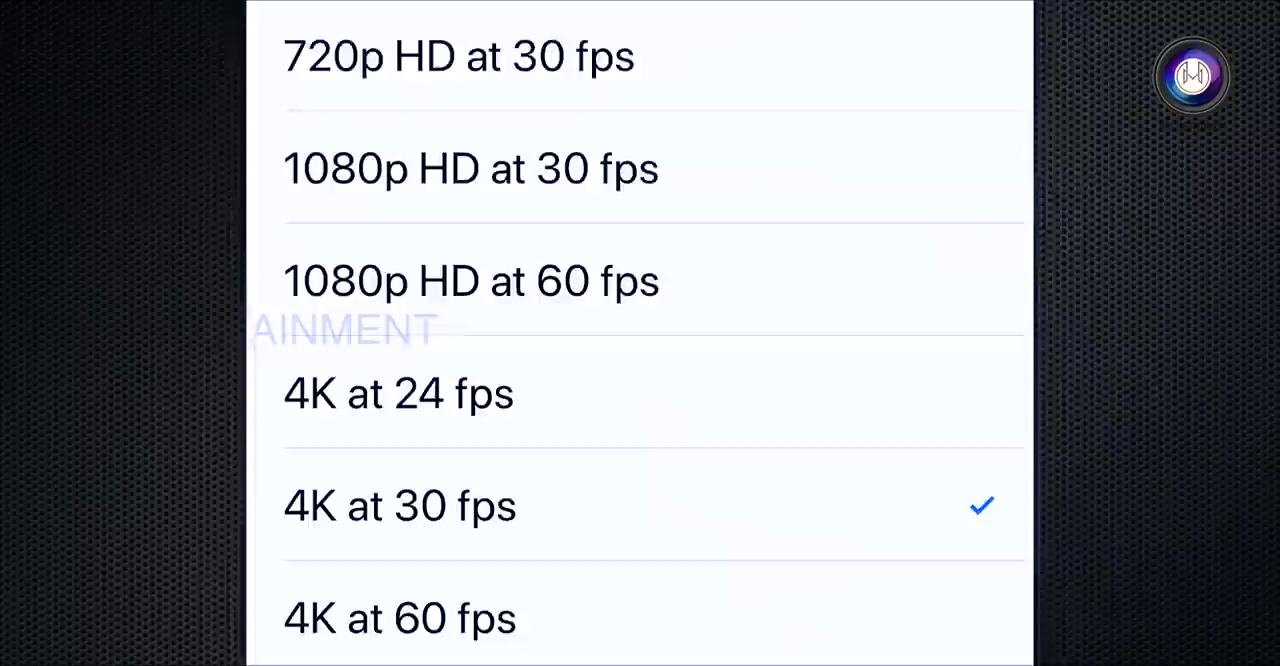 720p HD at 30 fps
1080p HD at 30 fps
1080p HD at 60 fps
AINMENT
4K at 24 fps
4K at 30 fps
4K at 60 fps